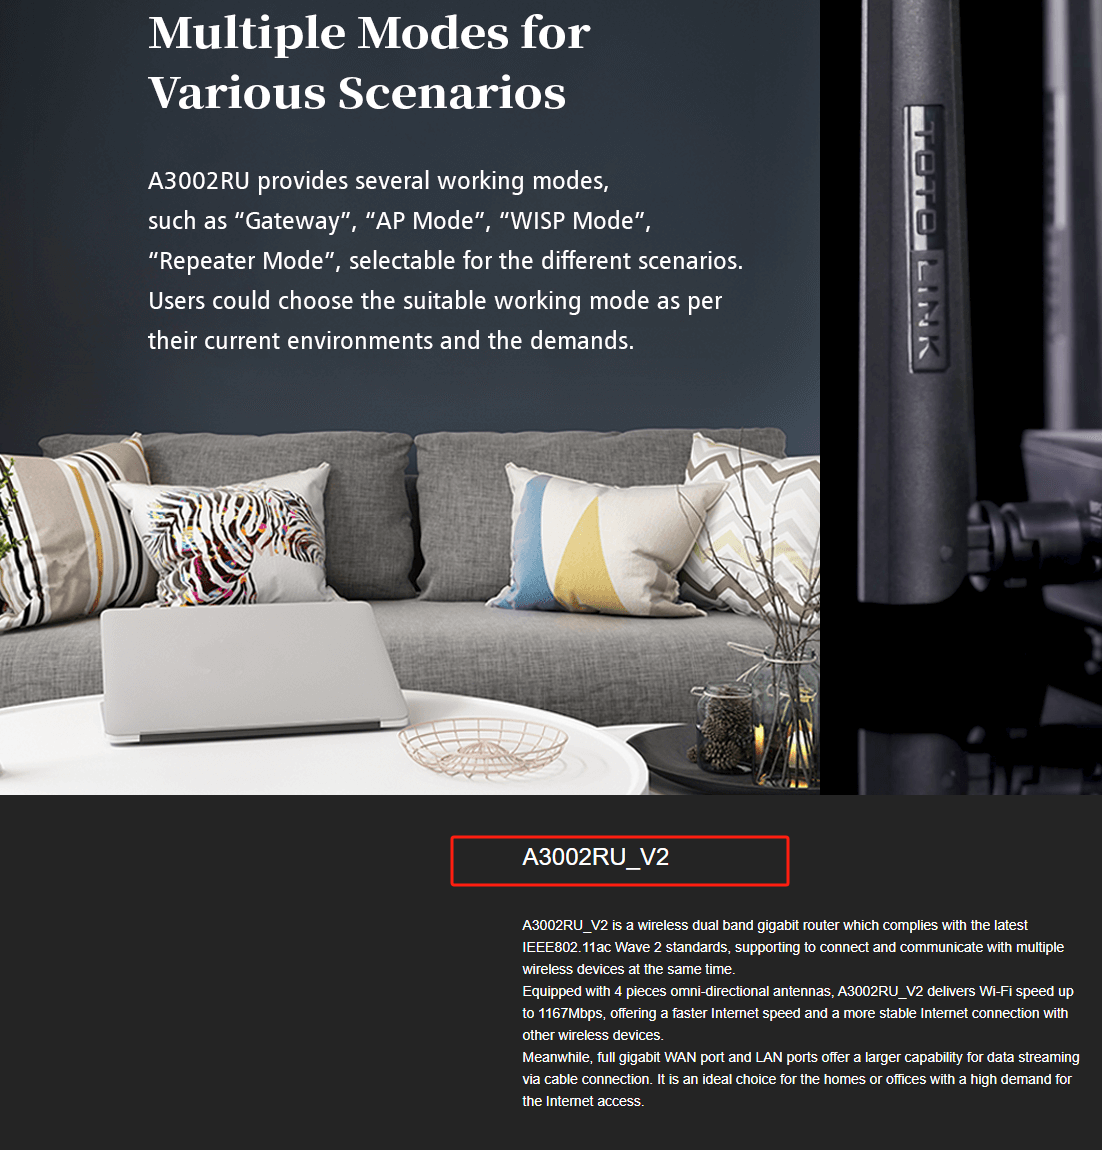 Multiple Modes for
Various Scenarios
A3002RU provides several working modes,
such as “Gateway”, “AP Mode”, “WISP Mode”,
“Repeater Mode”, selectable for the different scenarios.
Users could choose the suitable working mode as per
their current environments and the demands.
TOTO LINK
A3002RU_V2
A3002RU_V2 is a wireless dual band gigabit router which complies with the latest
IEEE802.11ac Wave 2 standards, supporting to connect and communicate with multiple
wireless devices at the same time.
Equipped with 4 pieces omni-directional antennas, A3002RU_V2 delivers Wi-Fi speed up
to 1167Mbps, offering a faster Internet speed and a more stable Internet connection with
other wireless devices.
Meanwhile, full gigabit WAN port and LAN ports offer a larger capability for data streaming
via cable connection. It is an ideal choice for the homes or offices with a high demand for
the Internet access.